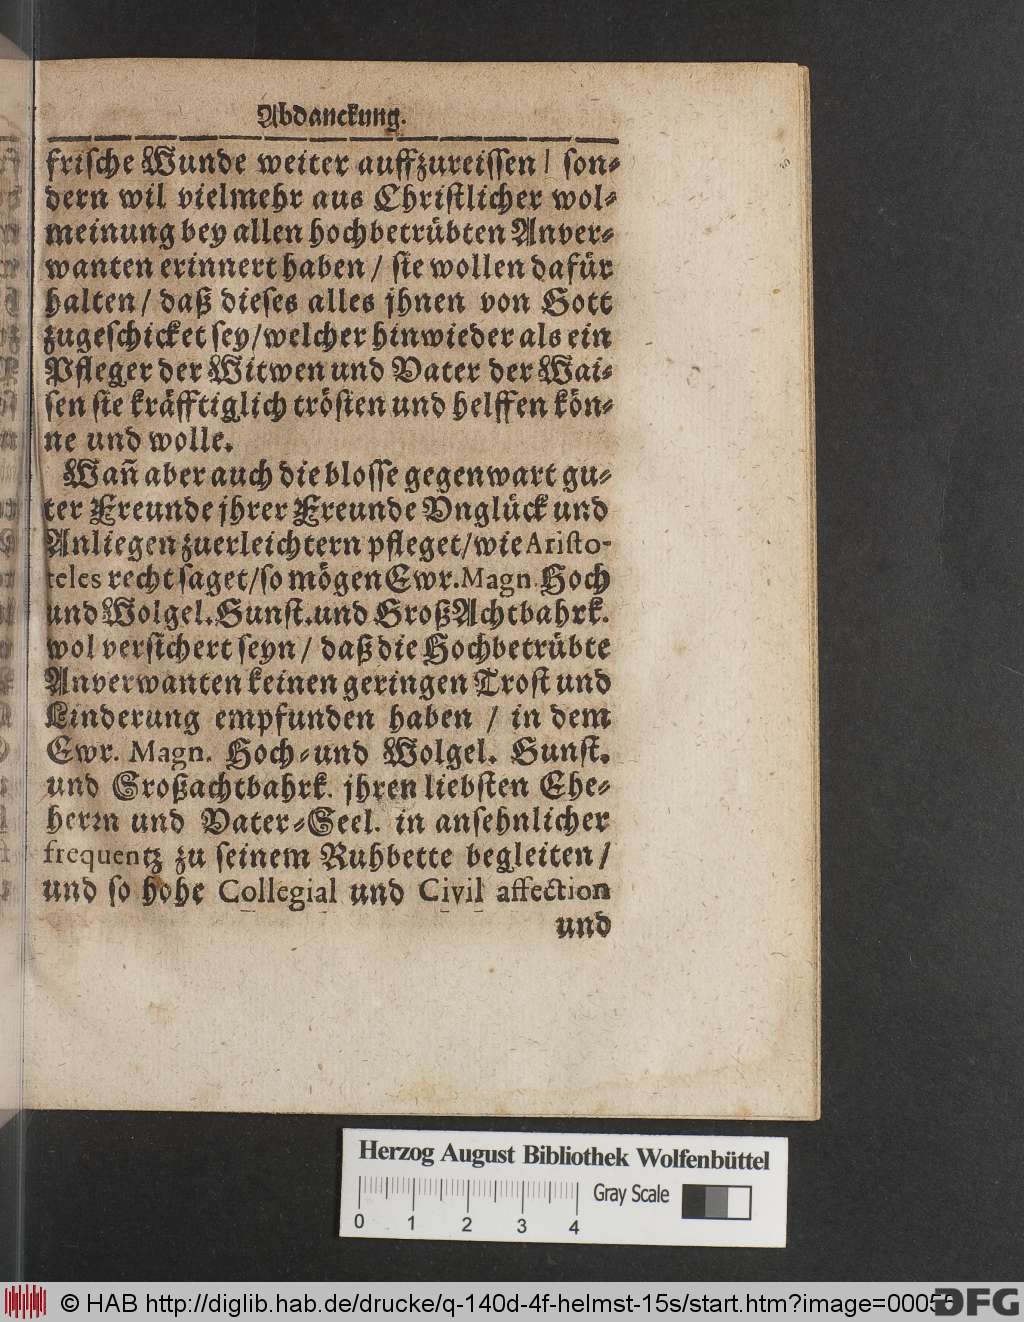 Abdanckung.
frische Wunde weiter auffzureissen / son-
dern wil vielmehr aus Christlicher wol-
meinung bey allen hochbetrübten Anver-
wanten erinnert haben / sie wollen dafür
halten / daß dieses alles jhnen von Gott
zugeschicket sey / welcher hinwieder als ein
Pfleger der Witwen und Vater der Wai-
sen sie kräfftiglich trösten und helffen kön-
ne und wolle.
Wañ aber auch die blosse gegenwart gu-
ter Freunde jhrer Freunde Vnglück und
Anliegen zuerleichtern pfleget / wie Aristo-
teles recht saget / so mögen Ewr. Magn. Hoch
und Wolgel. Gunst. und GroßAchtbahrk.
wol versichert seyn / daß die Hochbetrübte
Anverwanten keinen geringen Trost und
Linderung empfunden haben / in dem
Ewr. Magn. Hoch- und Wolgel. Gunst.
und Großachtbahrk. jhren liebsten Ehe-
herrn und Vater-Seel. in ansehnlicher
frequentz zu seinem Ruhbette begleiten /
und so hohe Collegial und Civil affection
und
Herzog August Bibliothek Wolfenbüttel
0 1 2 3 4
Gray Scale
© HAB http://diglib.hab.de/drucke/q-140d-4f-helmst-15s/start.htm?image=00055
DFG